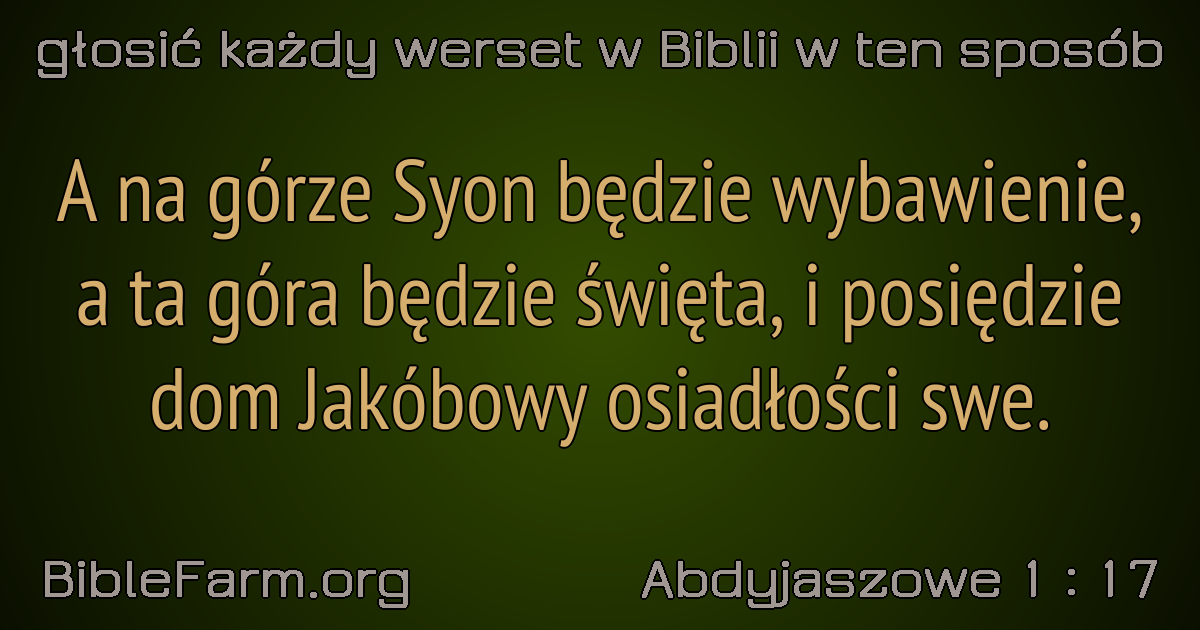 głosić każdy werset w Biblii w ten sposób
A na górze Syon będzie wybawienie,
a ta góra będzie święta, i posiędzie
dom Jakóbowy osiadłości swe.
BibleFarm.org
Abdyjaszowe 1 : 17